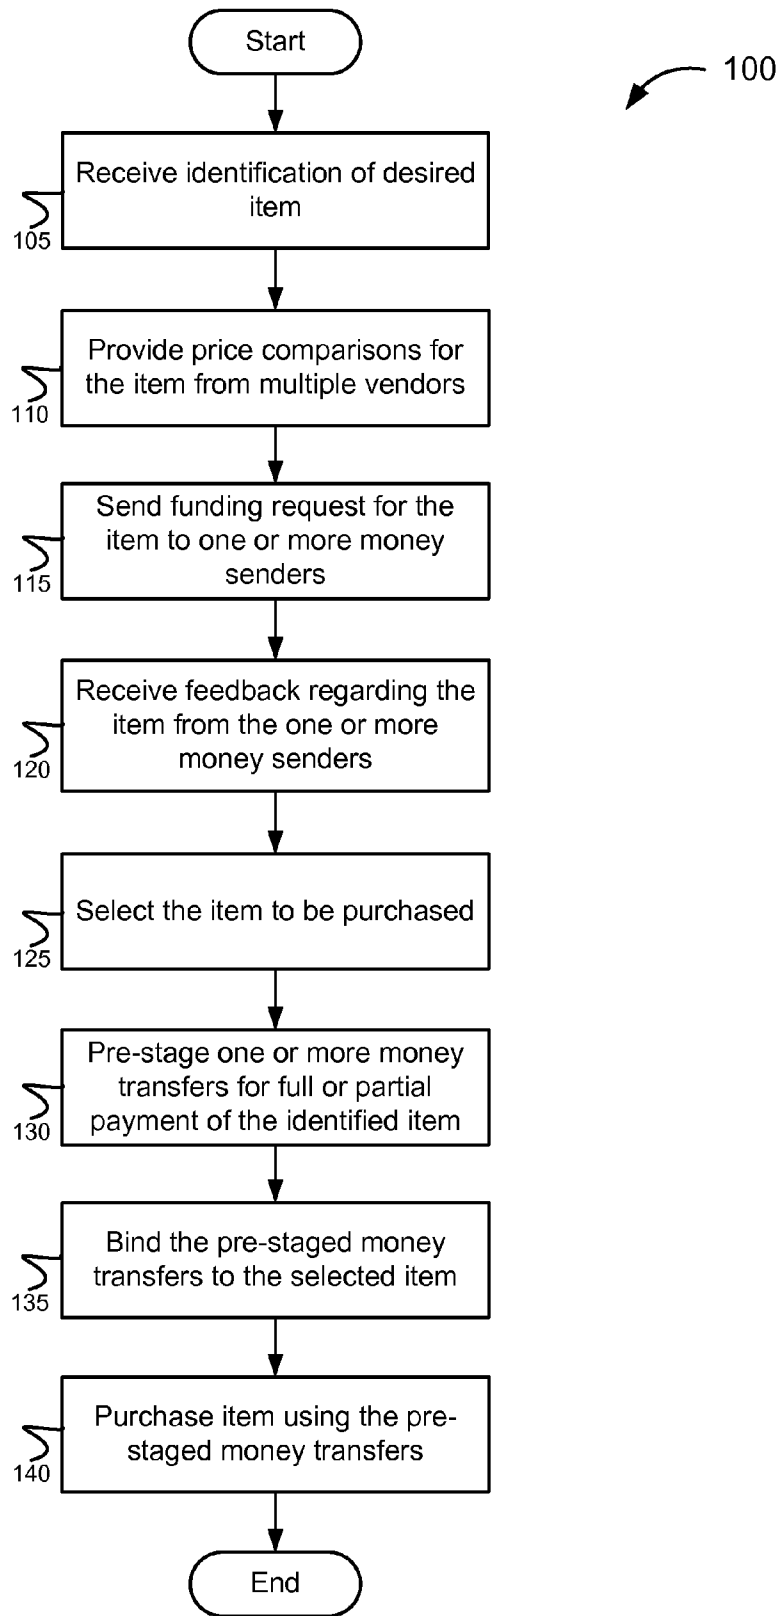 Start
100
Receive identification of desired
item
105
Provide price comparisons for
the item from multiple vendors
110
Send funding request for the
item to one or more money
senders
115
Receive feedback regarding the
item from the one or more
money senders
120
Select the item to be purchased
125
Pre-stage one or more money
transfers for full or partial
payment of the identified item
130
Bind the pre-staged money
transfers to the selected item
135
Purchase item using the pre-
staged money transfers
140
End